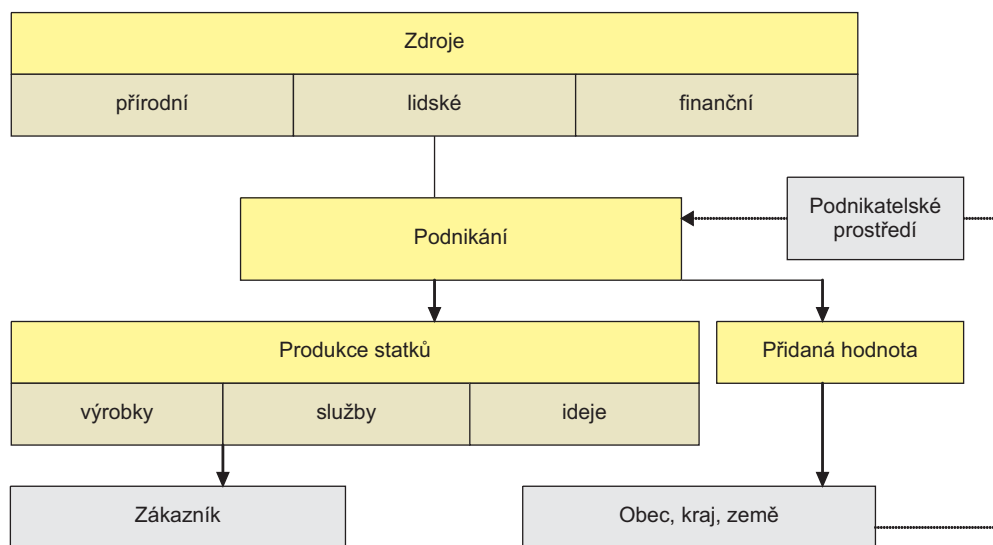 Zdroje
přírodní
lidské
finanční
Podnikání
Podnikatelské
prostředí
Produkce statků
Přidaná hodnota
výrobky
služby
ideje
Zákazník
Obec, kraj, země